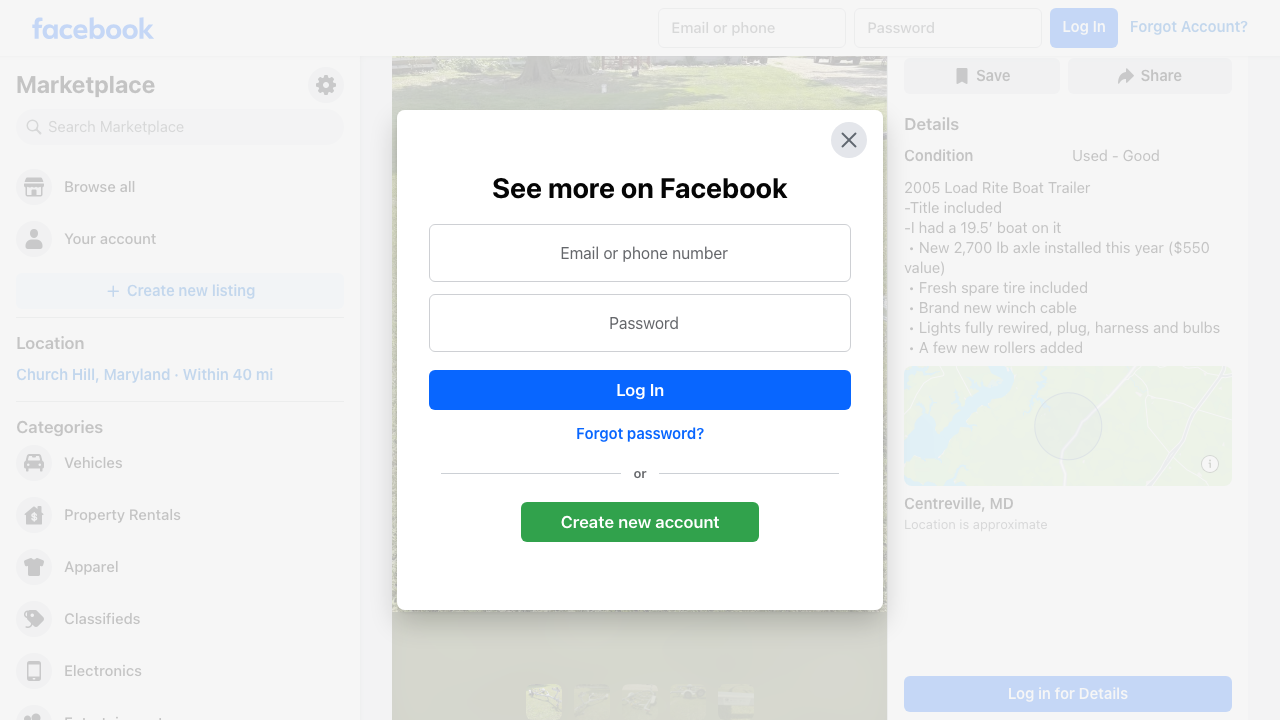 facebook
Email or phone
Password
Log In
Forgot Account?
Marketplace
Search Marketplace
Browse all
Your account
Create new listing
Location
Church Hill, Maryland · Within 40 mi
Categories
Vehicles
Property Rentals
Apparel
Classifieds
Electronics
See more on Facebook
Email or phone number
Password
Log In
Forgot password?
or
Create new account
Save
Share
Details
Condition
Used - Good
2005 Load Rite Boat Trailer
-Title included
-I had a 19.5’ boat on it
• New 2,700 lb axle installed this year ($550
value)
• Fresh spare tire included
• Brand new winch cable
• Lights fully rewired, plug, harness and bulbs
• A few new rollers added
Centreville, MD
Location is approximate
Log in for Details